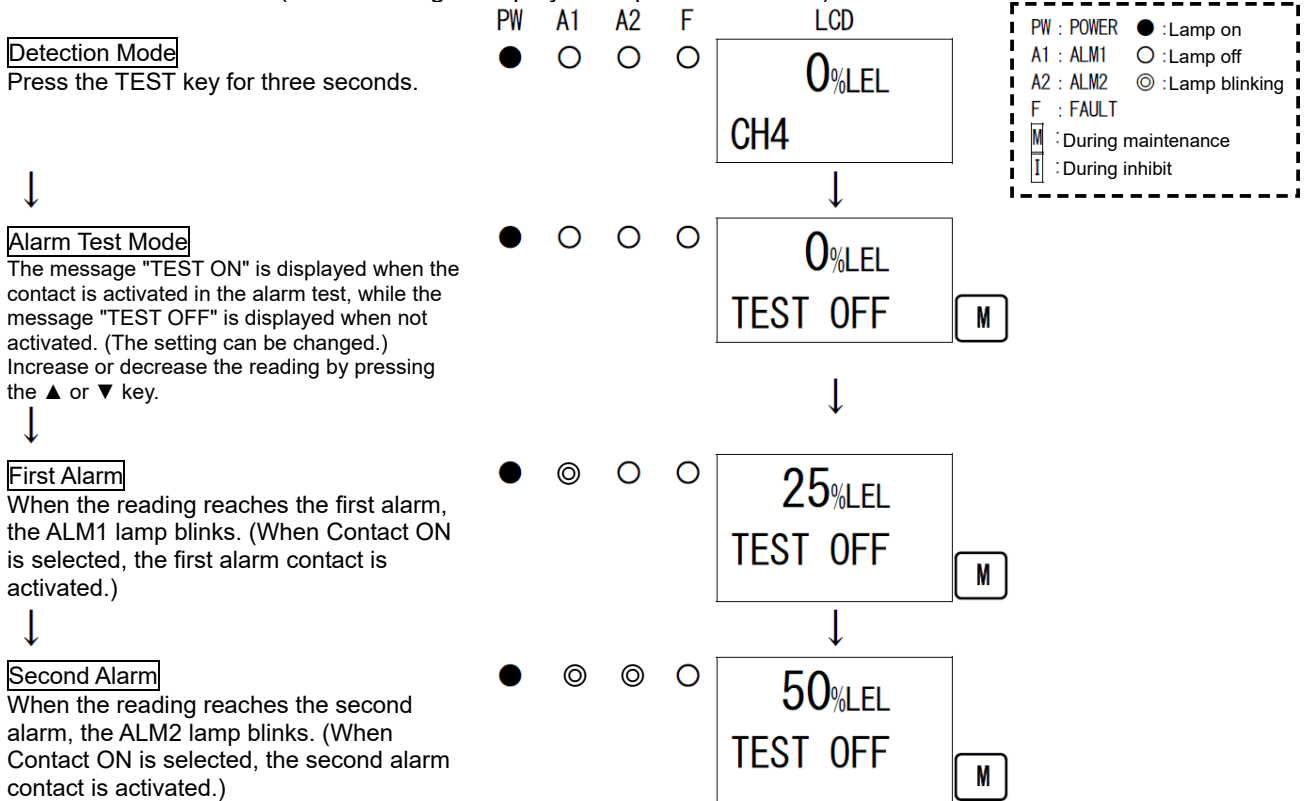 PW A1 A2 F LCD
Detection Mode
Press the TEST key for three seconds.
0%LEL
CH4
PW : POWER ● : Lamp on
A1 : ALM1 ○ : Lamp off
A2 : ALM2 ◎ : Lamp blinking
F : FAULT
M : During maintenance
I : During inhibit
↓ ↓
Alarm Test Mode
The message "TEST ON" is displayed when the
contact is activated in the alarm test, while the
message "TEST OFF" is displayed when not
activated. (The setting can be changed.)
Increase or decrease the reading by pressing
the ▲ or ▼ key.
0%LEL
TEST OFF
M
↓ ↓
First Alarm
When the reading reaches the first alarm,
the ALM1 lamp blinks. (When Contact ON
is selected, the first alarm contact is
activated.)
25%LEL
TEST OFF
M
↓ ↓
Second Alarm
When the reading reaches the second
alarm, the ALM2 lamp blinks. (When
Contact ON is selected, the second alarm
contact is activated.)
50%LEL
TEST OFF
M